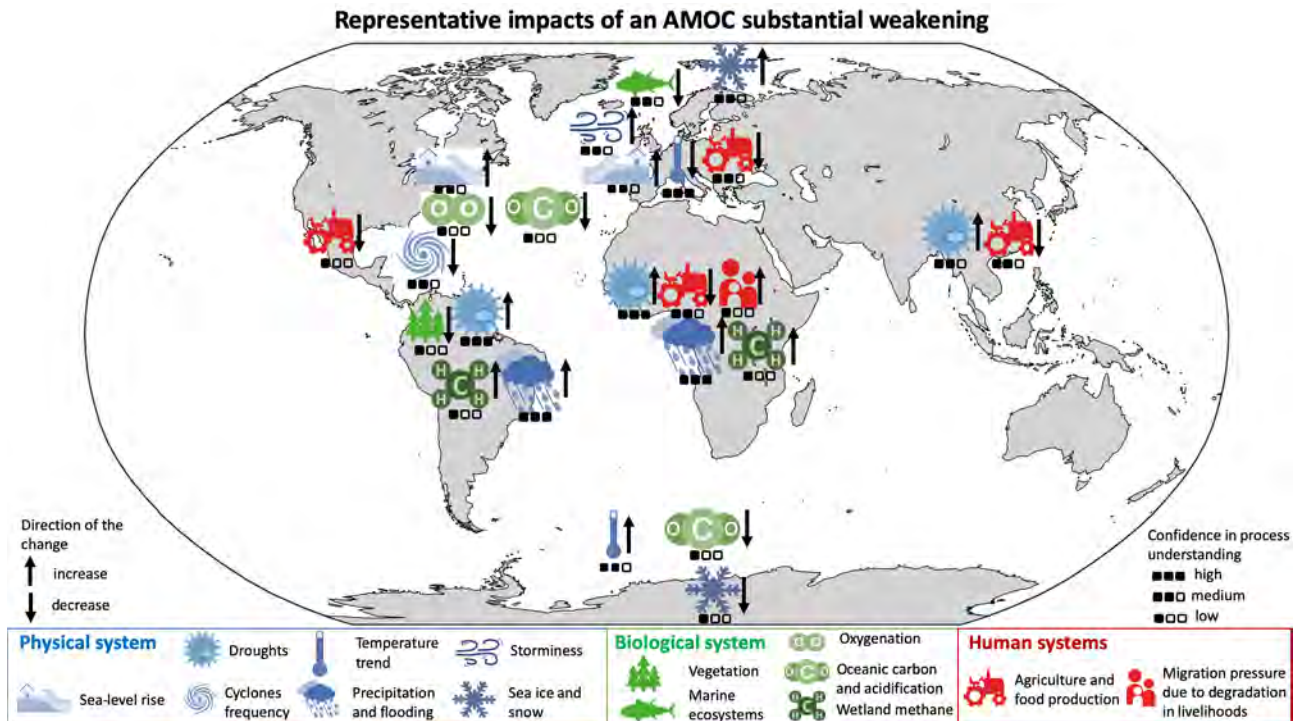 Representative impacts of an AMOC substantial weakening
O O
O C O
H H
C
H H
H H
C
H H
O C O
Direction of the
change
increase
decrease
Confidence in process
understanding
high
medium
low
Physical system
Droughts
Temperature
trend
Storminess
Sea-level rise
Cyclones
frequency
Precipitation
and flooding
Sea ice and
snow
Biological system
Vegetation
Marine
ecosystems
Oxygenation
Oceanic carbon
and acidification
Wetland methane
Human systems
Agriculture and
food production
Migration pressure
due to degradation
in livelihoods